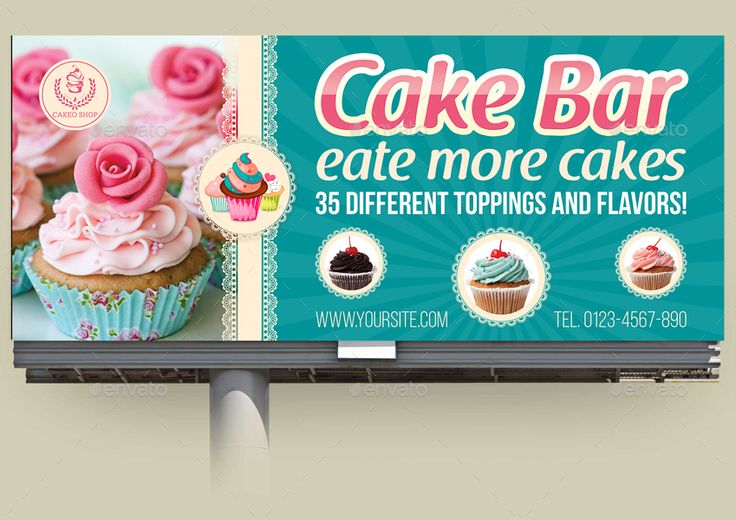 CAKEO SHOP
Cake Bar
eate more cakes
35 DIFFERENT TOPPINGS AND FLAVORS!
WWW.YOURSITE.COM
TEL. 0123-4567-890
envato